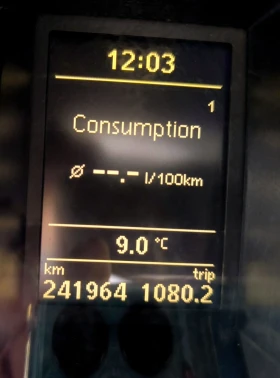 12:03
1
Consumption
Ø --.- l/100km
9.0 °C
km trip
241964 1080.2